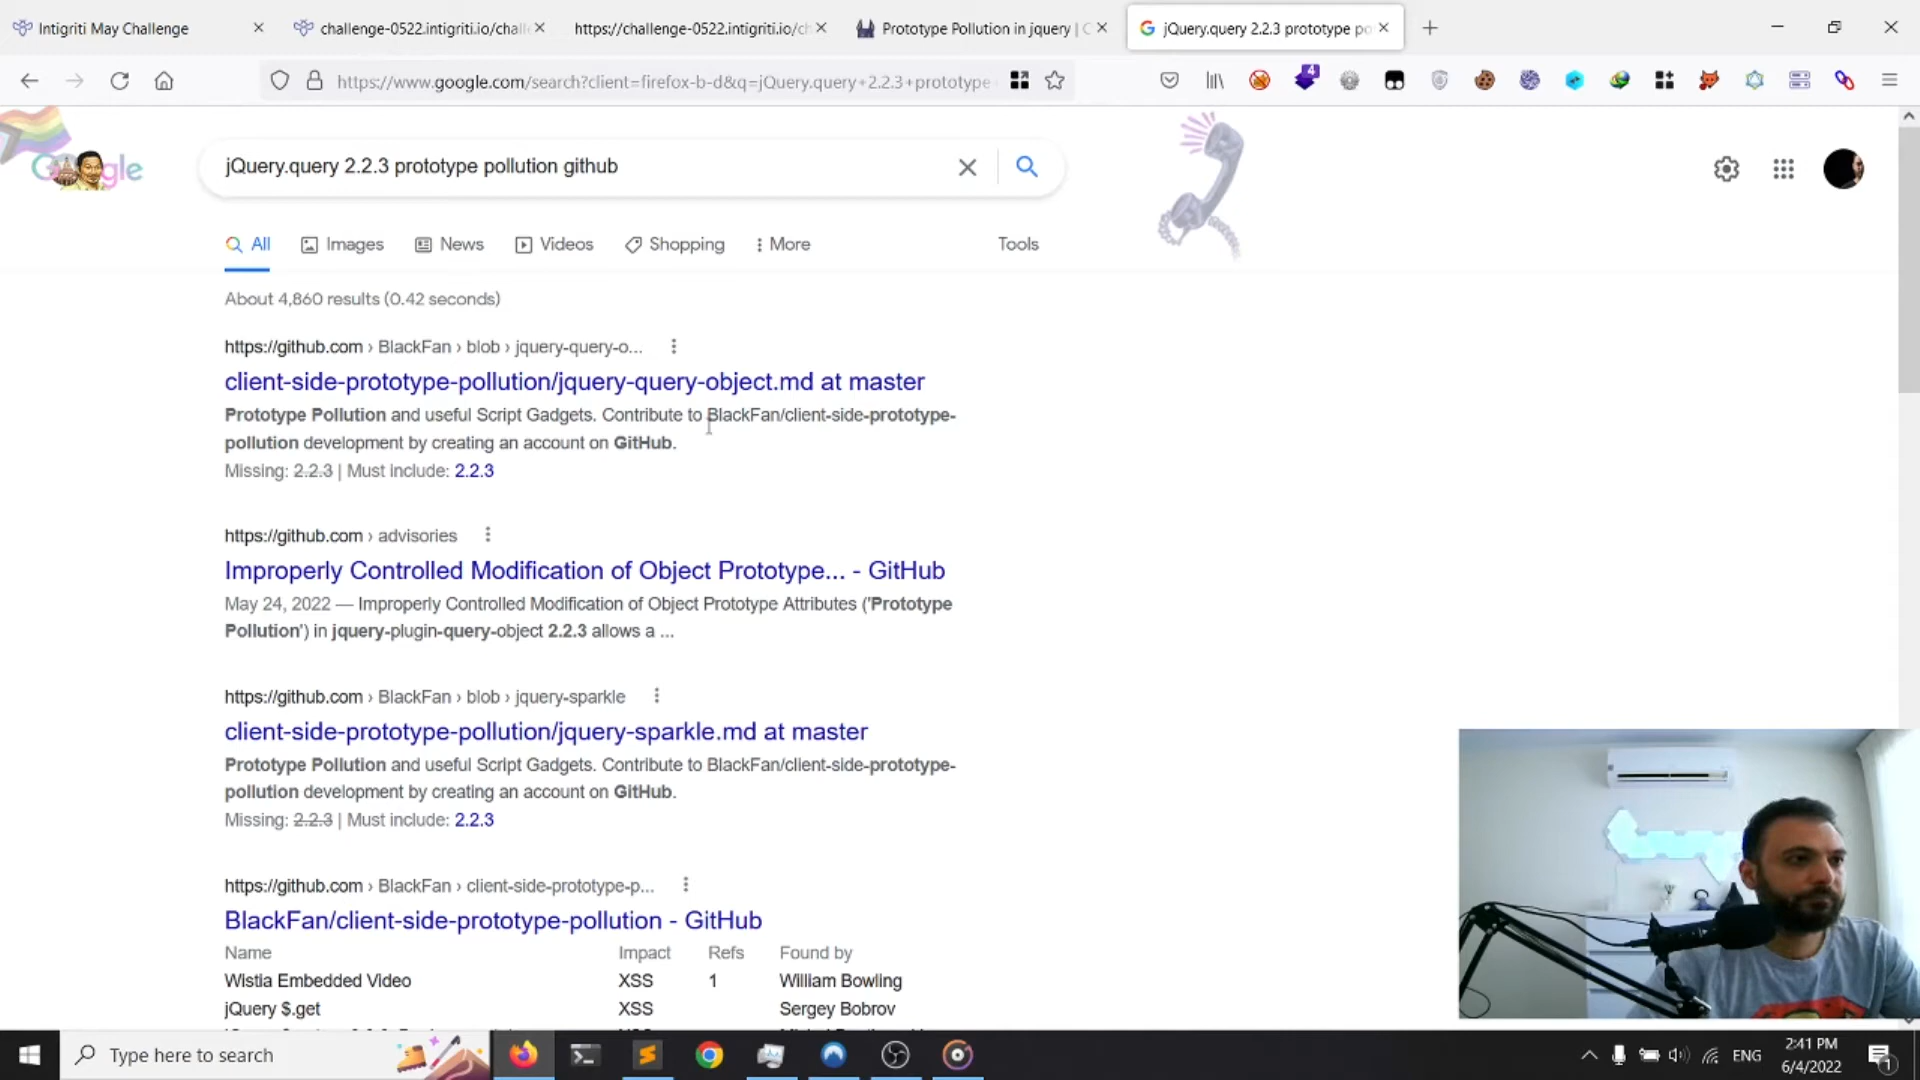 Intigriti May Challenge
challenge-0522.intigriti.io/chall
https://challenge-0522.intigriti.io/ch
Prototype Pollution in jquery | C
jQuery.query 2.2.3 prototype po
https://www.google.com/search?client=firefox-b-d&q=jQuery.query+2.2.3+prototype
4
gle
jQuery.query 2.2.3 prototype pollution github
All
Images
News
Videos
Shopping
More
Tools
About 4,860 results (0.42 seconds)
https://github.com › BlackFan › blob › jquery-query-o...
client-side-prototype-pollution/jquery-query-object.md at master
Prototype Pollution and useful Script Gadgets. Contribute to BlackFan/client-side-prototype-
pollution development by creating an account on GitHub.
Missing: 2.2.3 | Must include: 2.2.3
https://github.com › advisories
Improperly Controlled Modification of Object Prototype... - GitHub
May 24, 2022 — Improperly Controlled Modification of Object Prototype Attributes ('Prototype
Pollution') in jquery-plugin-query-object 2.2.3 allows a ...
https://github.com › BlackFan › blob › jquery-sparkle
client-side-prototype-pollution/jquery-sparkle.md at master
Prototype Pollution and useful Script Gadgets. Contribute to BlackFan/client-side-prototype-
pollution development by creating an account on GitHub.
Missing: 2.2.3 | Must include: 2.2.3
https://github.com › BlackFan › client-side-prototype-p...
BlackFan/client-side-prototype-pollution - GitHub
Name Impact Refs Found by
Wistia Embedded Video XSS 1 William Bowling
jQuery $.get XSS Sergey Bobrov
Type here to search
ENG
2:41 PM
6/4/2022
1